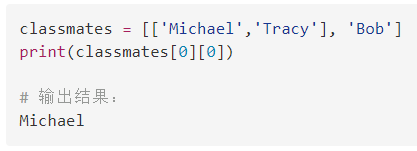 classmates = [['Michael','Tracy'], 'Bob']
print(classmates[0][0])
# 输出结果：
Michael